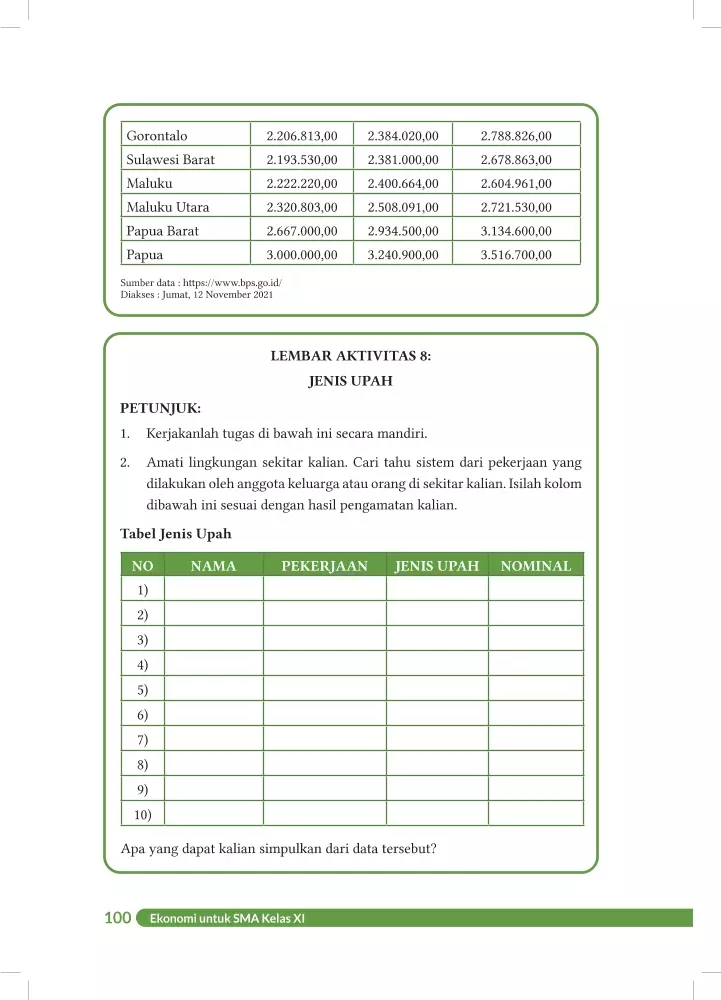 Gorontalo 2.206.813,00 2.384.020,00 2.788.826,00
Sulawesi Barat 2.193.530,00 2.381.000,00 2.678.863,00
Maluku 2.222.220,00 2.400.664,00 2.604.961,00
Maluku Utara 2.320.803,00 2.508.091,00 2.721.530,00
Papua Barat 2.667.000,00 2.934.500,00 3.134.600,00
Papua 3.000.000,00 3.240.900,00 3.516.700,00
Sumber data : https://www.bps.go.id/
Diakses : Jumat, 12 November 2021
LEMBAR AKTIVITAS 8:
JENIS UPAH
PETUNJUK:
1. Kerjakanlah tugas di bawah ini secara mandiri.
2. Amati lingkungan sekitar kalian. Cari tahu sistem dari pekerjaan yang
dilakukan oleh anggota keluarga atau orang di sekitar kalian. Isilah kolom
dibawah ini sesuai dengan hasil pengamatan kalian.
Tabel Jenis Upah
NO NAMA PEKERJAAN JENIS UPAH NOMINAL
1)
2)
3)
4)
5)
6)
7)
8)
9)
10)
Apa yang dapat kalian simpulkan dari data tersebut?
100 Ekonomi untuk SMA Kelas XI